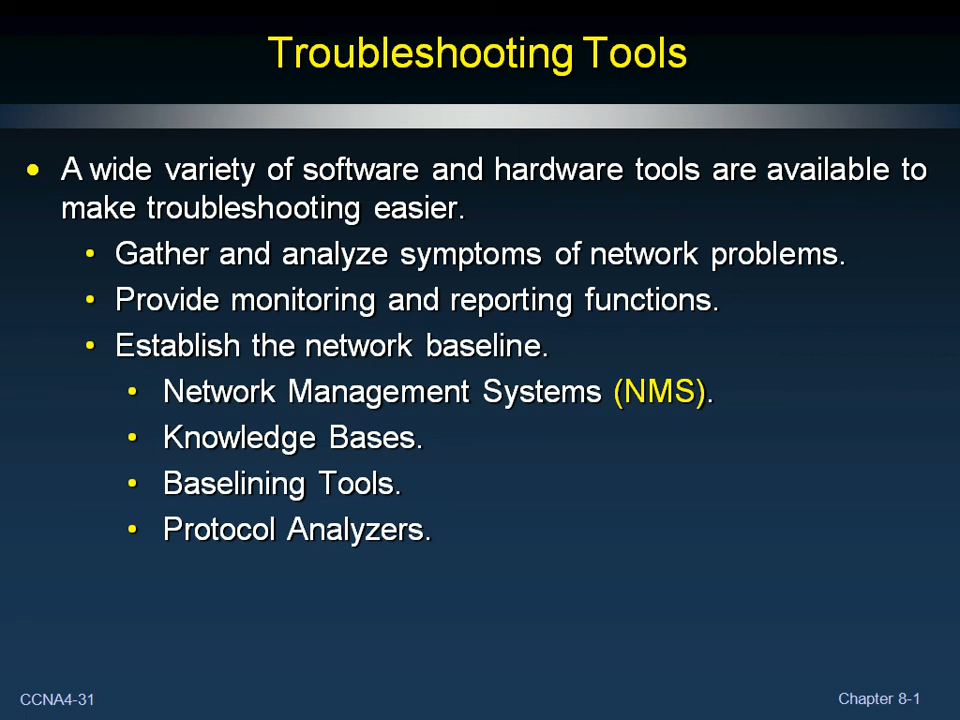 Troubleshooting Tools
• A wide variety of software and hardware tools are available to
make troubleshooting easier.
• Gather and analyze symptoms of network problems.
• Provide monitoring and reporting functions.
• Establish the network baseline.
• Network Management Systems (NMS).
• Knowledge Bases.
• Baselining Tools.
• Protocol Analyzers.
CCNA4-31
Chapter 8-1